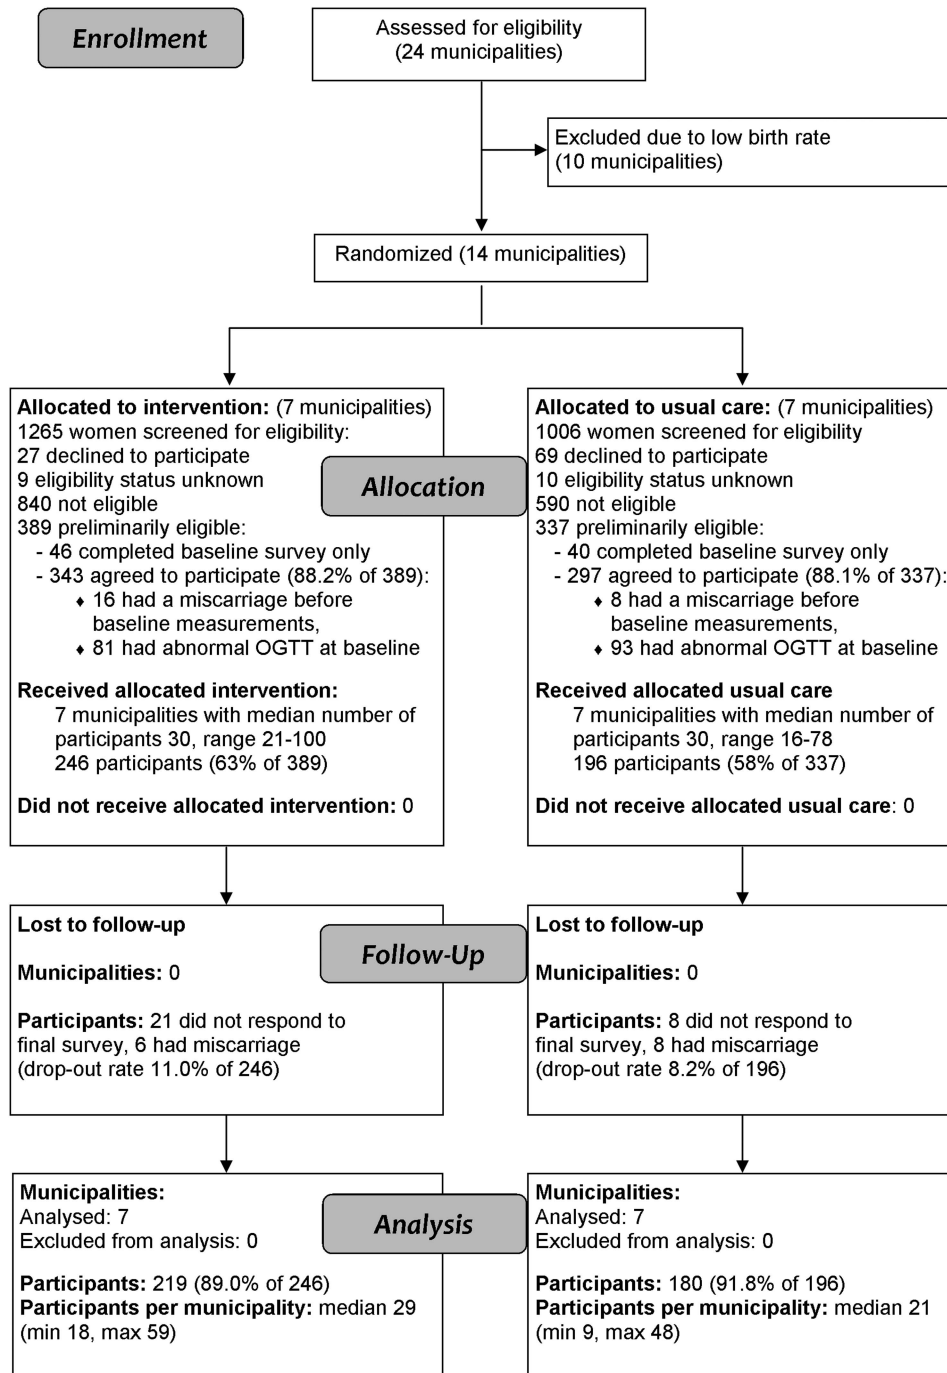 Enrollment
Assessed for eligibility
(24 municipalities)
Excluded due to low birth rate
(10 municipalities)
Randomized (14 municipalities)
Allocated to intervention: (7 municipalities)
1265 women screened for eligibility:
27 declined to participate
9 eligibility status unknown
840 not eligible
389 preliminarily eligible:
- 46 completed baseline survey only
- 343 agreed to participate (88.2% of 389):
♦ 16 had a miscarriage before
baseline measurements,
♦ 81 had abnormal OGTT at baseline
Received allocated intervention:
7 municipalities with median number of
participants 30, range 21-100
246 participants (63% of 389)
Did not receive allocated intervention: 0
Allocation
Allocated to usual care: (7 municipalities)
1006 women screened for eligibility
69 declined to participate
10 eligibility status unknown
590 not eligible
337 preliminarily eligible:
- 40 completed baseline survey only
- 297 agreed to participate (88.1% of 337):
♦ 8 had a miscarriage before
baseline measurements,
♦ 93 had abnormal OGTT at baseline
Received allocated usual care
7 municipalities with median number of
participants 30, range 16-78
196 participants (58% of 337)
Did not receive allocated usual care: 0
Lost to follow-up
Municipalities: 0
Participants: 21 did not respond to
final survey, 6 had miscarriage
(drop-out rate 11.0% of 246)
Follow-Up
Lost to follow-up
Municipalities: 0
Participants: 8 did not respond to
final survey, 8 had miscarriage
(drop-out rate 8.2% of 196)
Municipalities:
Analysed: 7
Excluded from analysis: 0
Participants: 219 (89.0% of 246)
Participants per municipality: median 29
(min 18, max 59)
Analysis
Municipalities:
Analysed: 7
Excluded from analysis: 0
Participants: 180 (91.8% of 196)
Participants per municipality: median 21
(min 9, max 48)